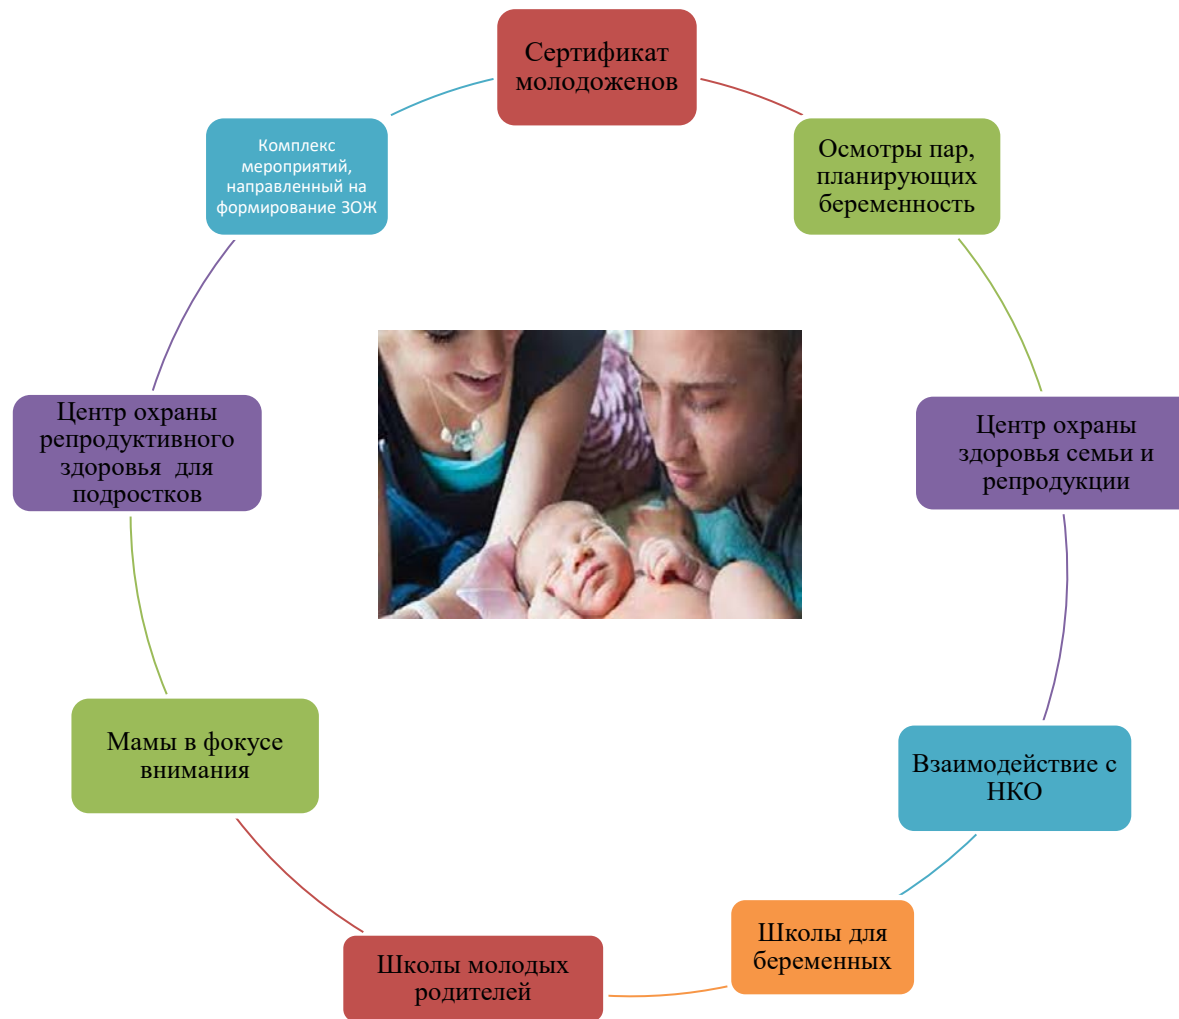 Сертификат
молодоженов
Осмотры пар,
планирующих
беременность
Центр охраны
здоровья семьи и
репродукции
Взаимодействие с
НКО
Школы для
беременных
Школы молодых
родителей
Мамы в фокусе
внимания
Центр охраны
репродуктивного
здоровья для
подростков
Комплекс
мероприятий,
направленный на
формирование ЗОЖ